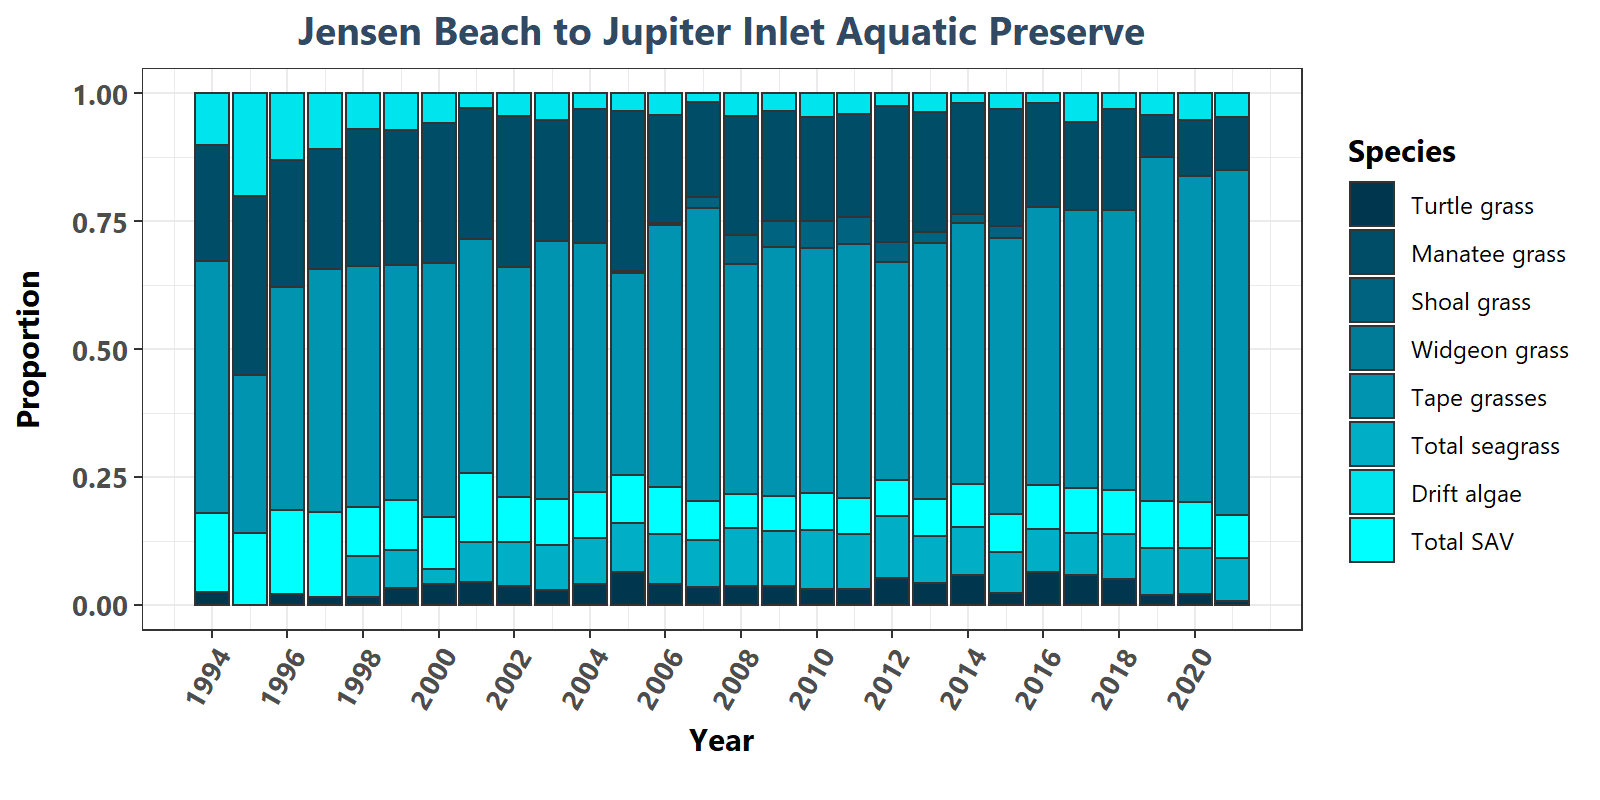 Jensen Beach to Jupiter Inlet Aquatic Preserve
1.00
0.75
0.50
0.25
0.00
Proportion
1994
1996
1998
2000
2002
2004
2006
2008
2010
2012
2014
2016
2018
2020
Year
Species
Turtle grass
Manatee grass
Shoal grass
Widgeon grass
Tape grasses
Total seagrass
Drift algae
Total SAV